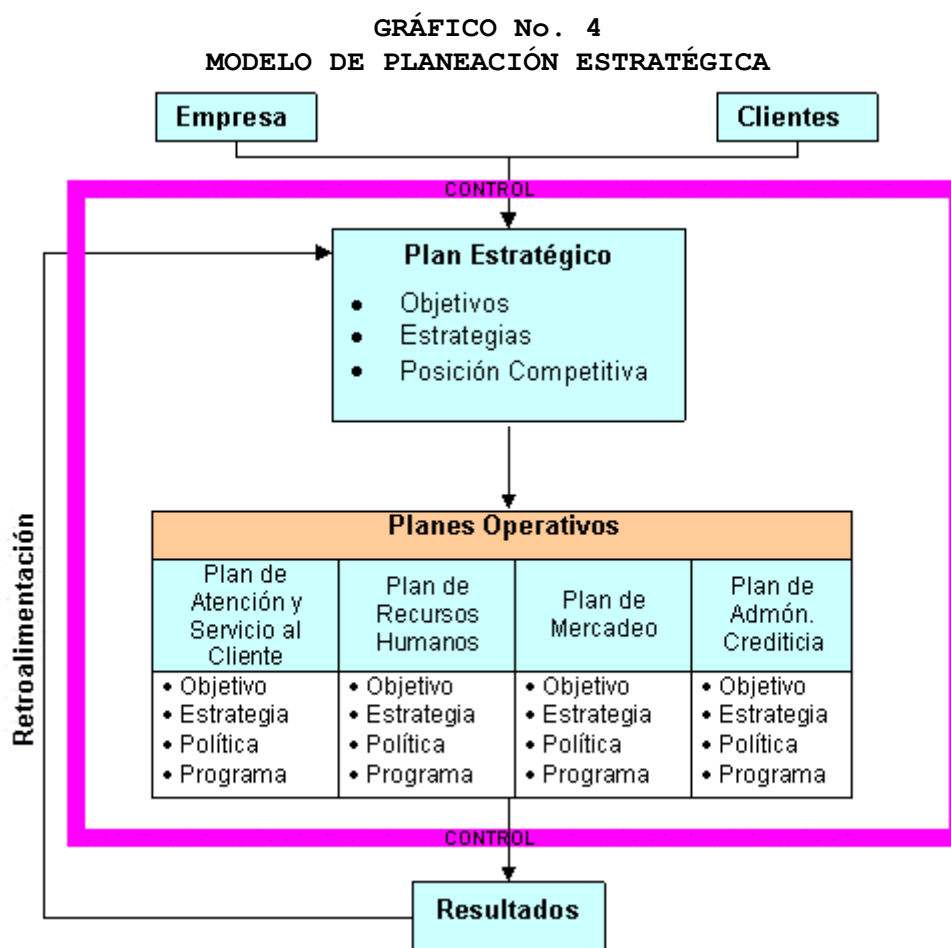 GRÁFICO No. 4
MODELO DE PLANEACIÓN ESTRATÉGICA
Empresa
Clientes
CONTROL
Plan Estratégico
• Objetivos
• Estrategias
• Posición Competitiva
Retroalimentación
Planes Operativos
Plan de
Atención y
Servicio al
Cliente
Plan de
Recursos
Humanos
Plan de
Mercadeo
Plan de
Admón.
Crediticia
• Objetivo
• Estrategia
• Política
• Programa
• Objetivo
• Estrategia
• Política
• Programa
• Objetivo
• Estrategia
• Política
• Programa
• Objetivo
• Estrategia
• Política
• Programa
CONTROL
Resultados